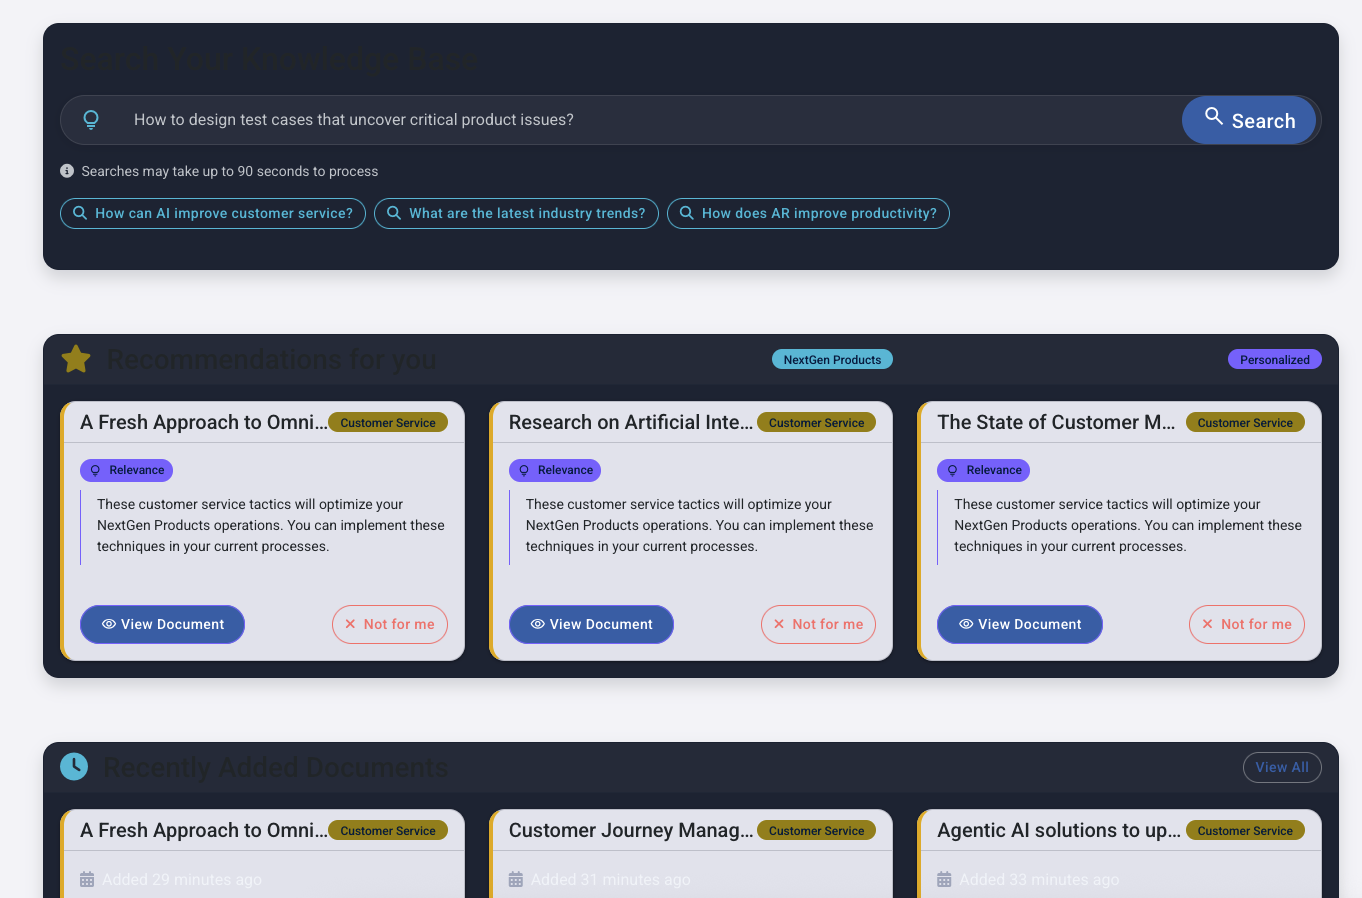 Search Your Knowledge Base
How to design test cases that uncover critical product issues?
Search
Searches may take up to 90 seconds to process
How can AI improve customer service?
What are the latest industry trends?
How does AR improve productivity?
Recommendations for you
NextGen Products
Personalized
A Fresh Approach to Omni...
Customer Service
Relevance
These customer service tactics will optimize your
NextGen Products operations. You can implement these
techniques in your current processes.
View Document
Not for me
Research on Artificial Inte...
Customer Service
Relevance
These customer service tactics will optimize your
NextGen Products operations. You can implement these
techniques in your current processes.
View Document
Not for me
The State of Customer M...
Customer Service
Relevance
These customer service tactics will optimize your
NextGen Products operations. You can implement these
techniques in your current processes.
View Document
Not for me
Recently Added Documents
View All
A Fresh Approach to Omni...
Customer Service
Added 29 minutes ago
Customer Journey Manag...
Customer Service
Added 31 minutes ago
Agentic AI solutions to up...
Customer Service
Added 33 minutes ago